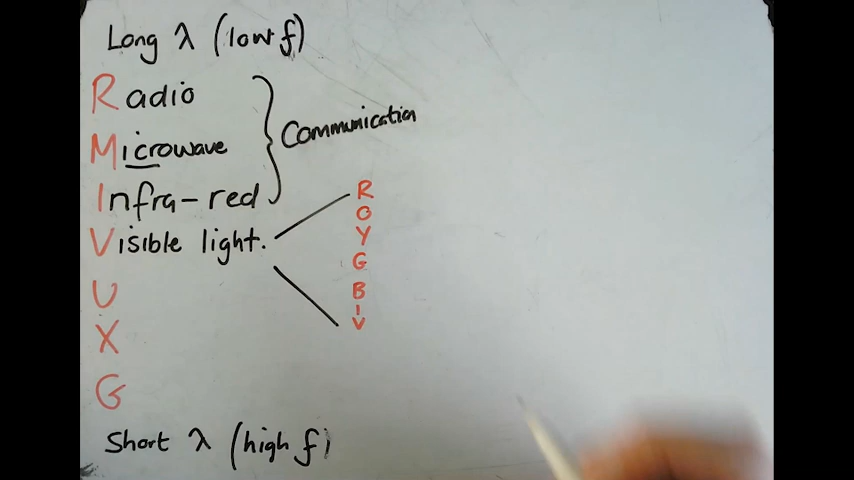 Long λ (low f)
Radio
Microwave
Communication
Infra-red
Visible light.
R
O
Y
G
B
I
V
U
X
G
Short λ (high f)